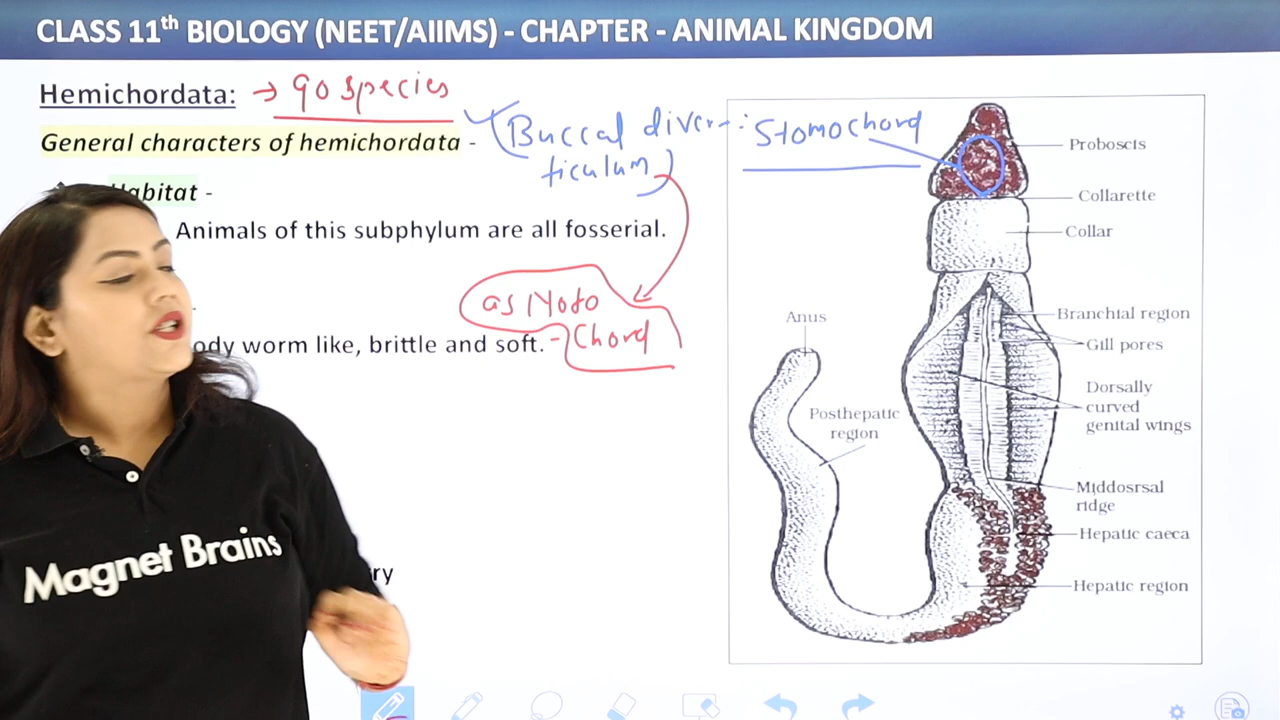 CLASS 11th BIOLOGY (NEET/AIIMS) - CHAPTER - ANIMAL KINGDOM
Hemichordata: → 90 species
General characters of hemichordata -
(Buccal diver-
ticulum)
: Stomochord
Habitat -
Animals of this subphylum are all fosserial.
as Noto
- Chord
ody worm like, brittle and soft.
ry
Proboscis
Collarette
Collar
Branchial region
Gill pores
Dorsally
curved
genital wings
Middosrsal
ridge
Hepatic caeca
Hepatic region
Anus
Posthepatic
region
Magnet Brains